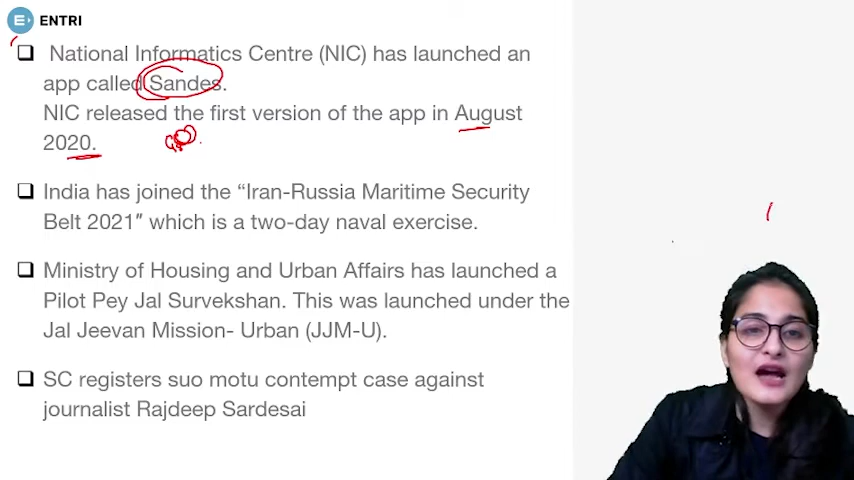 ENTRI
National Informatics Centre (NIC) has launched an
app called Sandes.
NIC released the first version of the app in August
2020.
India has joined the “Iran-Russia Maritime Security
Belt 2021″ which is a two-day naval exercise.
Ministry of Housing and Urban Affairs has launched a
Pilot Pey Jal Survekshan. This was launched under the
Jal Jeevan Mission- Urban (JJM-U).
SC registers suo motu contempt case against
journalist Rajdeep Sardesai